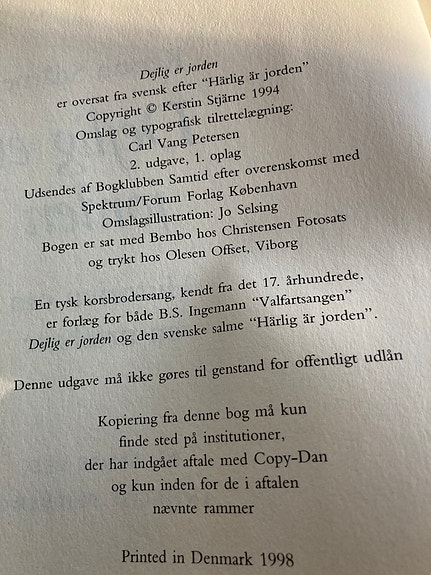 Dejlig er jorden
er oversat fra svensk efter “Härlig är jorden”
Copyright © Kerstin Stjärne 1994
Omslag og typografisk tilrettelægning:
Carl Vang Petersen
2. udgave, 1. oplag
Udsendes af Bogklubben Samtid efter overenskomst med
Spektrum/Forum Forlag København
Omslagsillustration: Jo Selsing
Bogen er sat med Bembo hos Christensen Fotosats
og trykt hos Olesen Offset, Viborg
En tysk korsbrodersang, kendt fra det 17. århundrede,
er forlæg for både B.S. Ingemann “Valfartsangen”
Dejlig er jorden og den svenske salme “Härlig är jorden”.
Denne udgave må ikke gøres til genstand for offentligt udlån
Kopiering fra denne bog må kun
finde sted på institutioner,
der har indgået aftale med Copy-Dan
og kun inden for de i aftalen
nævnte rammer
Printed in Denmark 1998